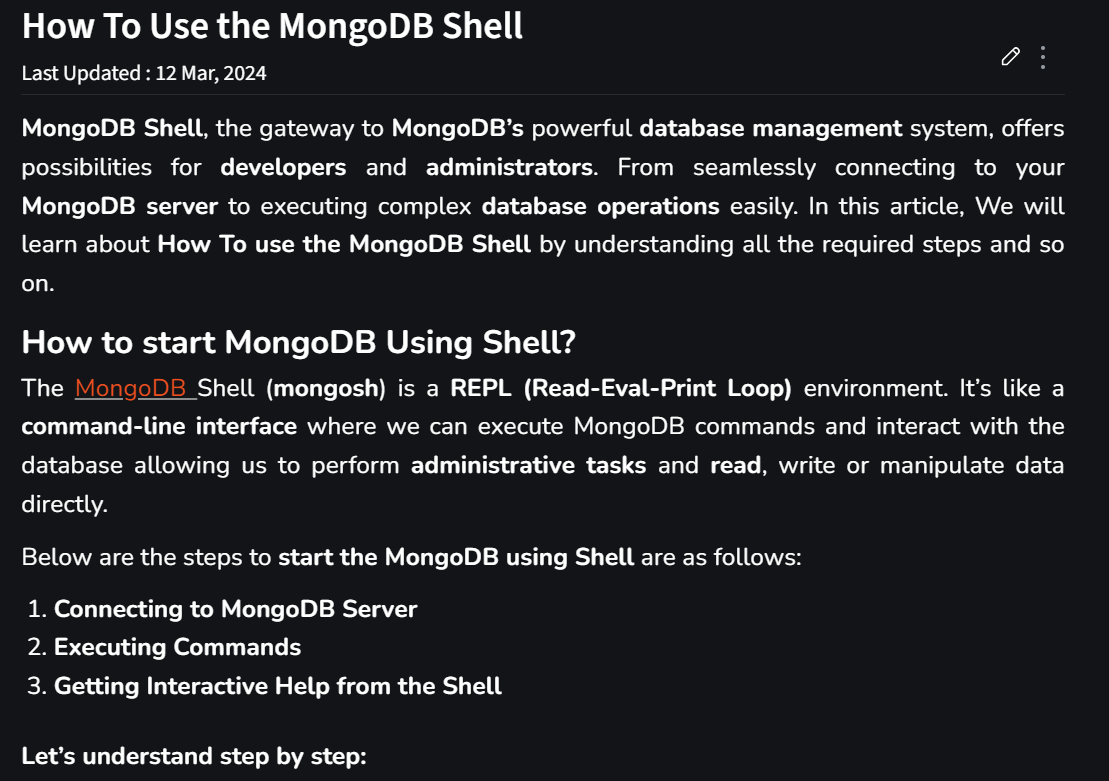 How To Use the MongoDB Shell
Last Updated : 12 Mar, 2024
MongoDB Shell, the gateway to MongoDB’s powerful database management system, offers
possibilities for developers and administrators. From seamlessly connecting to your
MongoDB server to executing complex database operations easily. In this article, We will
learn about How To use the MongoDB Shell by understanding all the required steps and so
on.
How to start MongoDB Using Shell?
The MongoDB Shell (mongosh) is a REPL (Read-Eval-Print Loop) environment. It’s like a
command-line interface where we can execute MongoDB commands and interact with the
database allowing us to perform administrative tasks and read, write or manipulate data
directly.
Below are the steps to start the MongoDB using Shell are as follows:
1. Connecting to MongoDB Server
2. Executing Commands
3. Getting Interactive Help from the Shell
Let’s understand step by step: